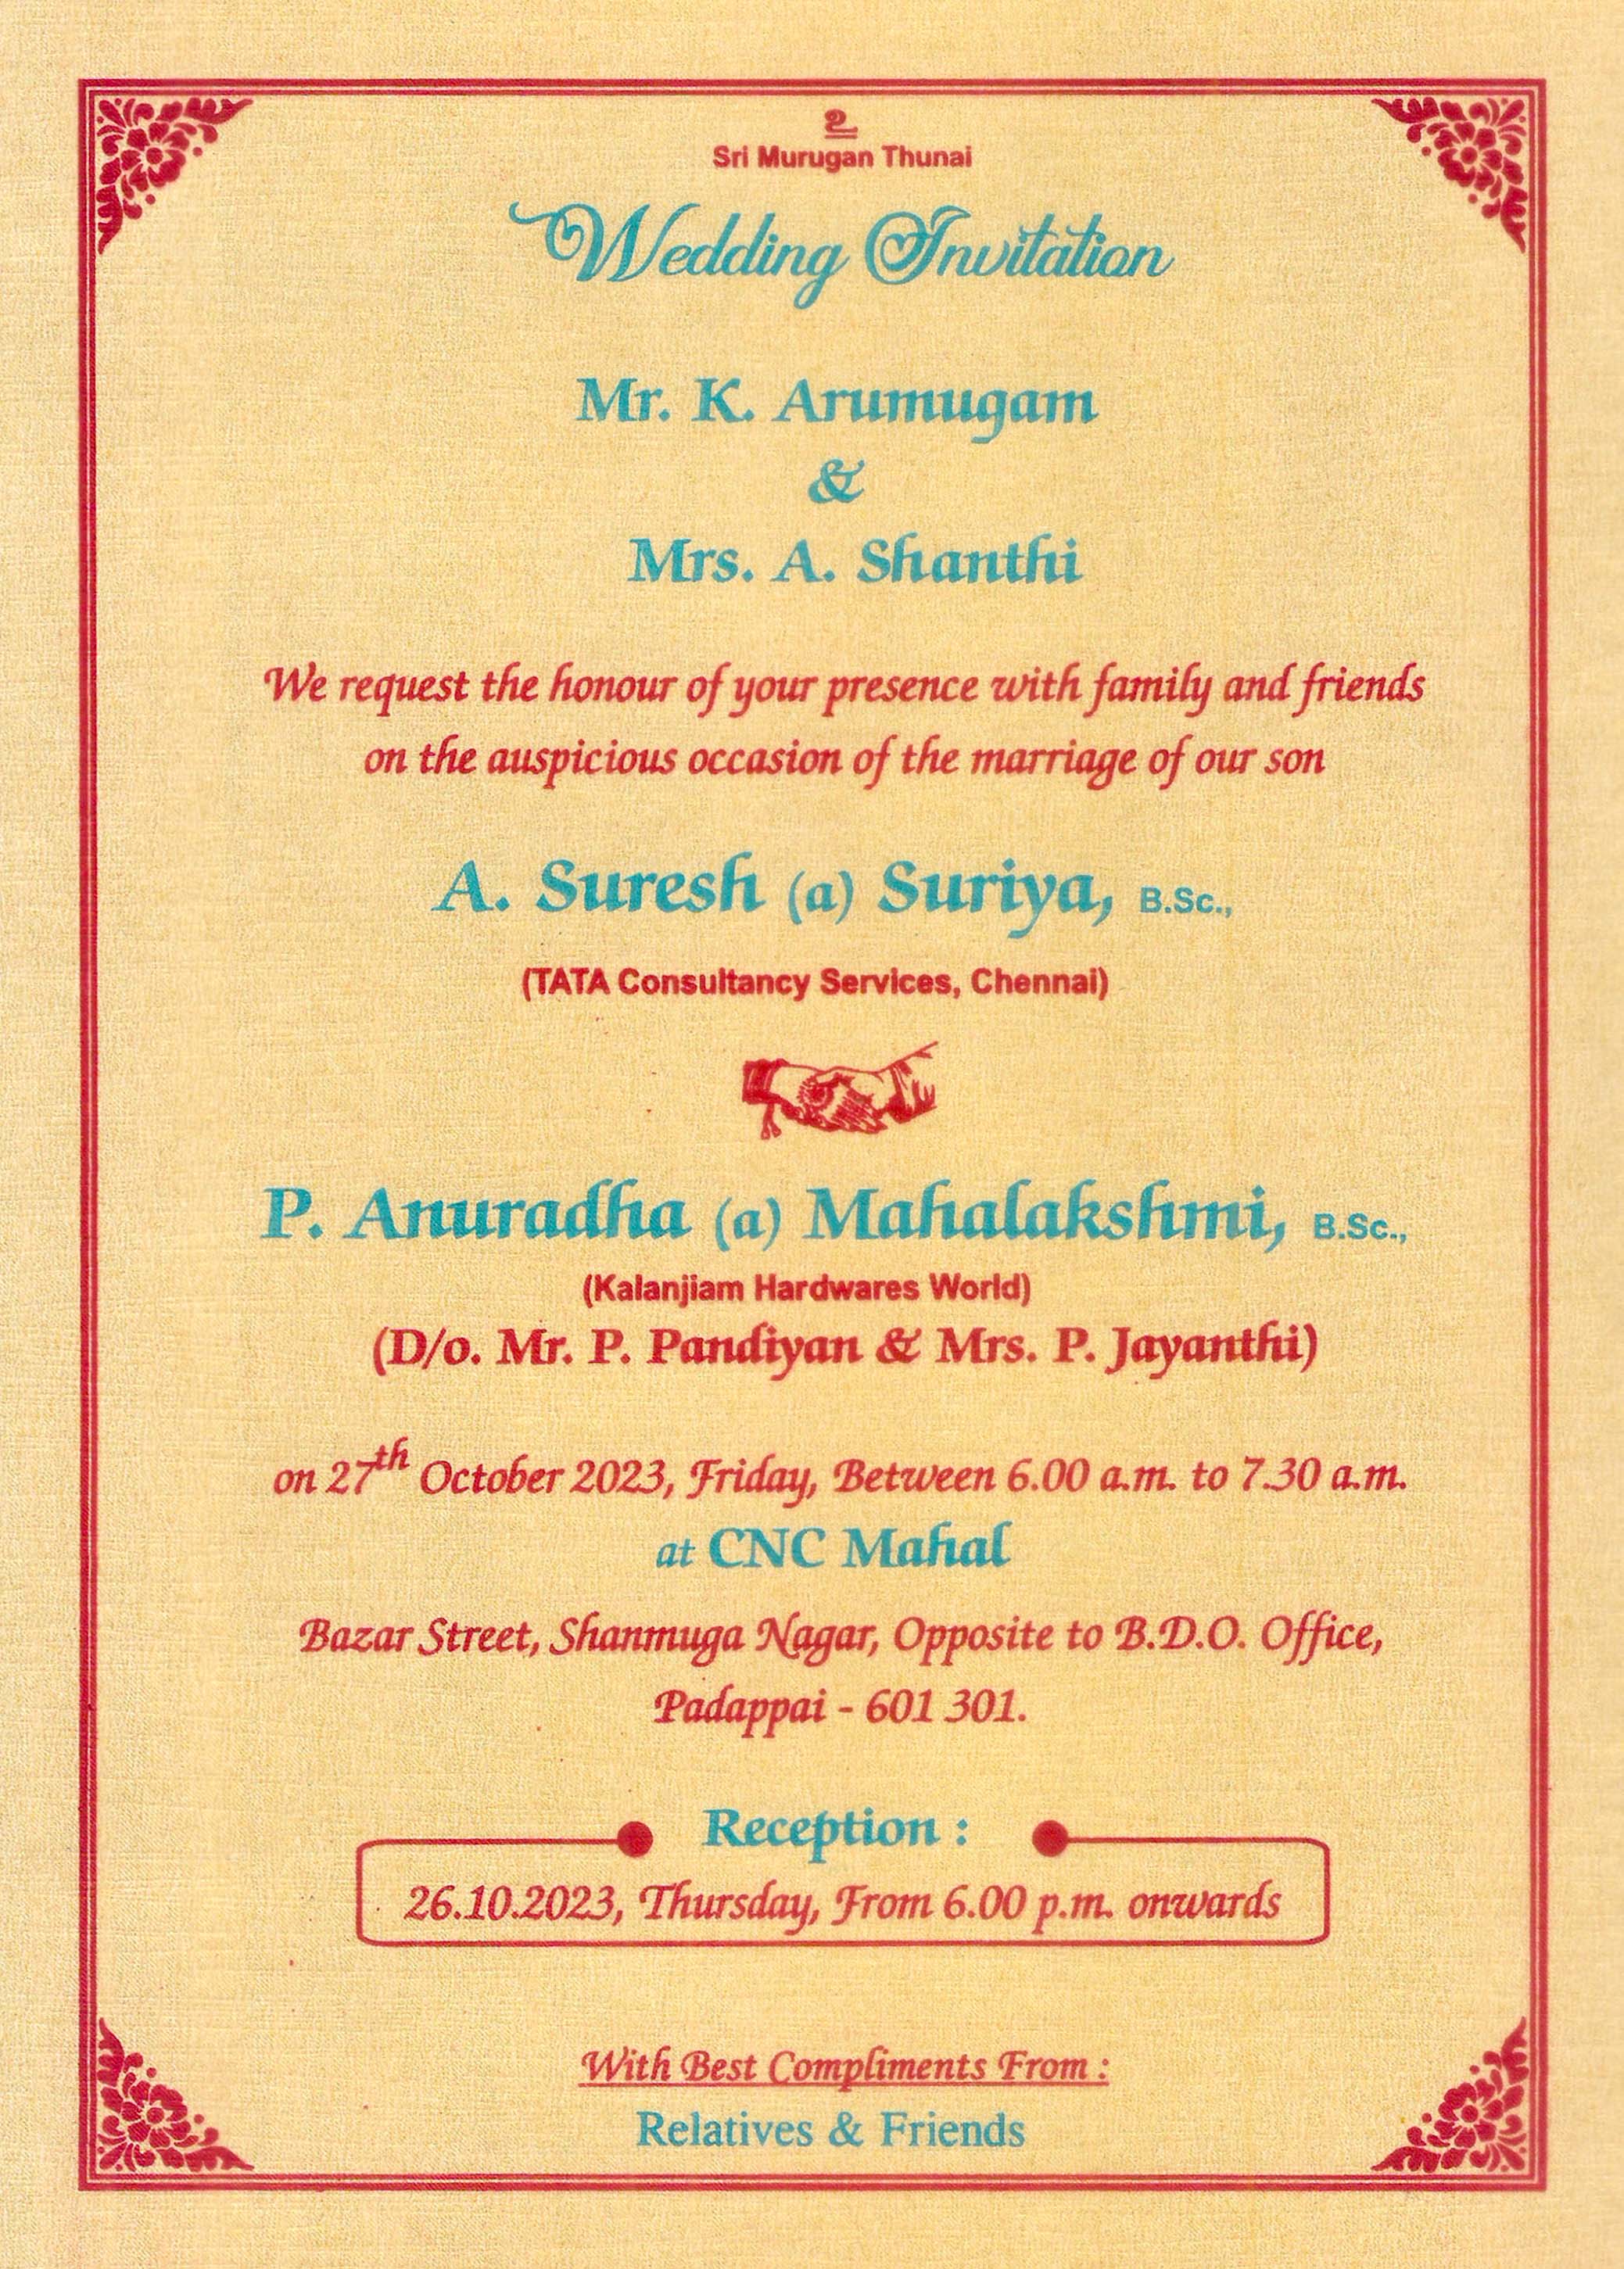 உ
Sri Murugan Thunai
Wedding Invitation
Mr. K. Arumugam
&
Mrs. A. Shanthi
We request the honour of your presence with family and friends
on the auspicious occasion of the marriage of our son
A. Suresh (a) Suriya, B.Sc.,
(TATA Consultancy Services, Chennai)
P. Anuradha (a) Mahalakshmi, B.Sc.,
(Kalanjiam Hardwares World)
(D/o. Mr. P. Pandiyan & Mrs. P. Jayanthi)
on 27th October 2023, Friday, Between 6.00 a.m. to 7.30 a.m.
at CNC Mahal
Bazar Street, Shanmuga Nagar, Opposite to B.D.O. Office,
Padappai - 601 301.
Reception :
26.10.2023, Thursday, From 6.00 p.m. onwards
With Best Compliments From :
Relatives & Friends